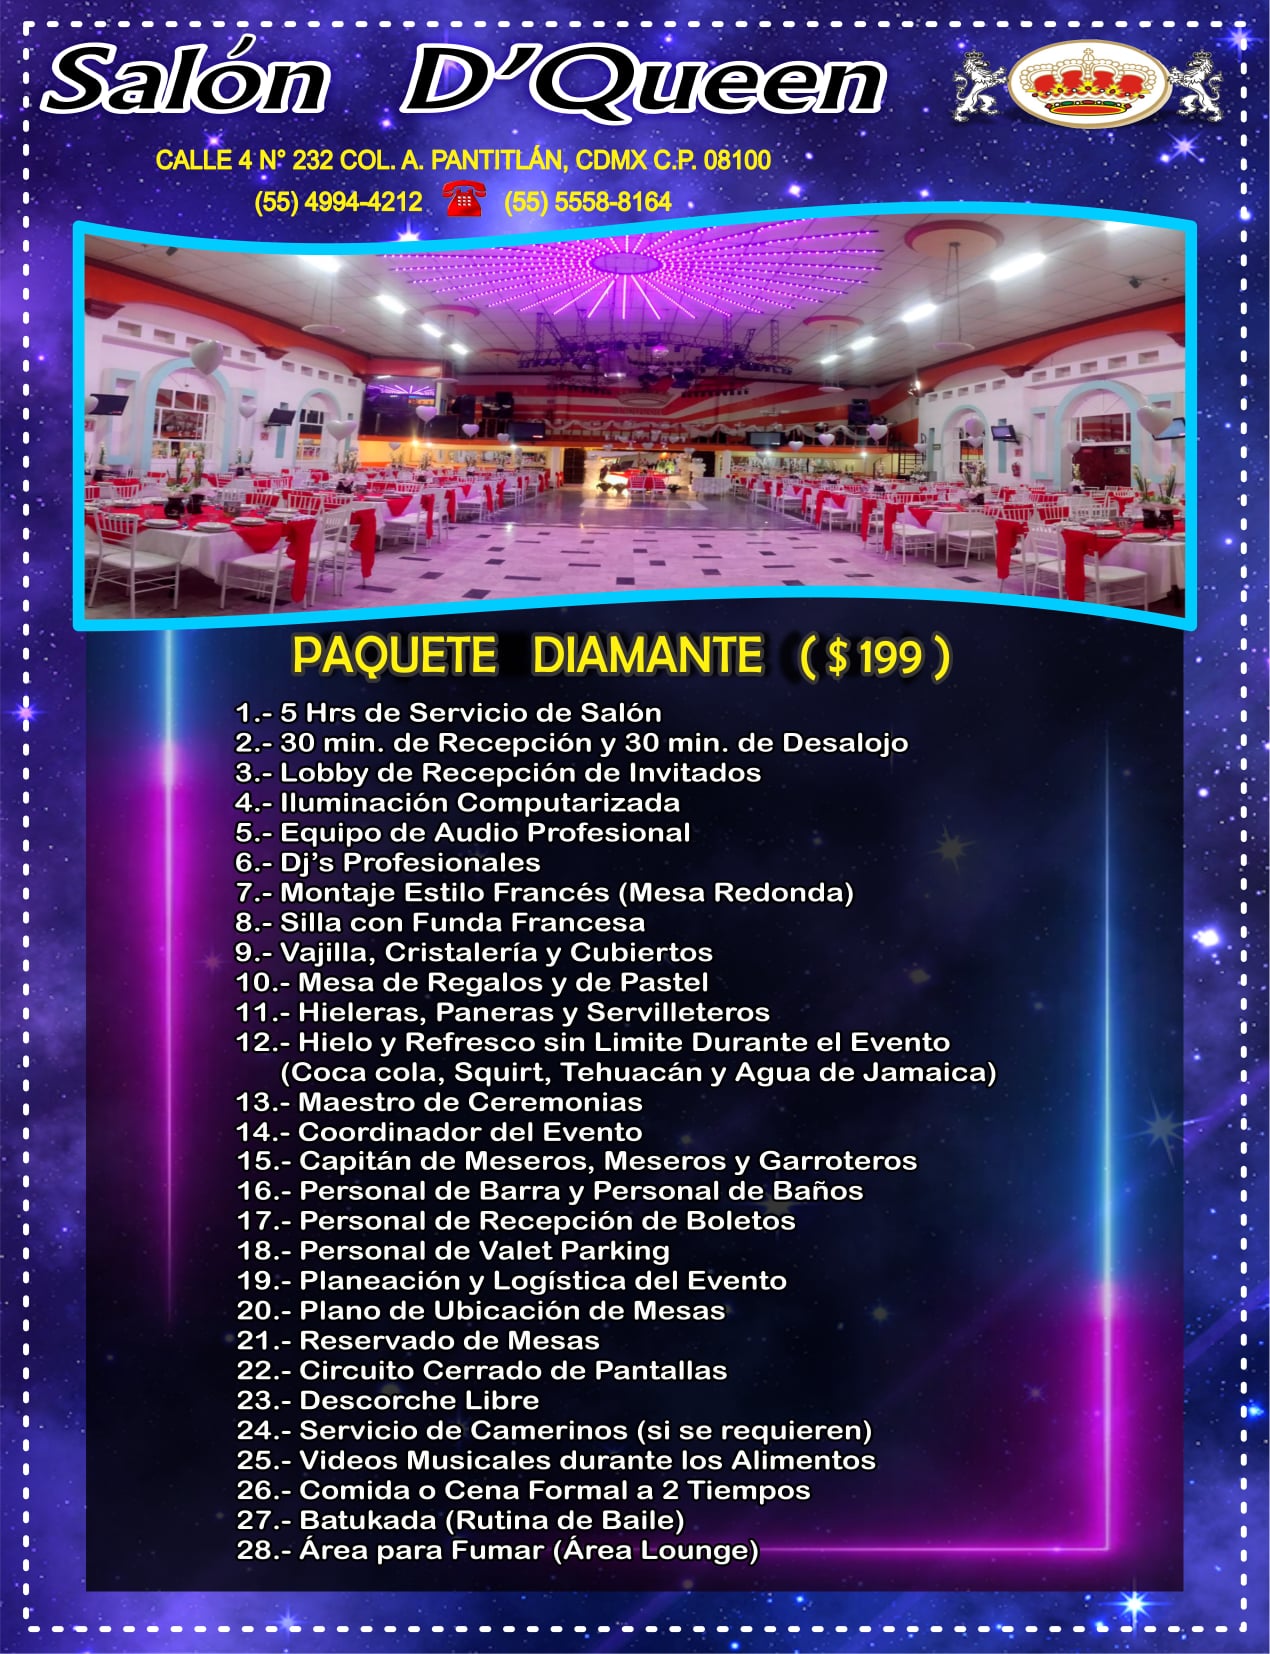 Salón D'Queen
CALLE 4 N° 232 COL. A. PANTITLÁN, CDMX C.P. 08100
(55) 4994-4212 (55) 5558-8164
PAQUETE DIAMANTE ( $ 199 )
1.- 5 Hrs de Servicio de Salón
2.- 30 min. de Recepción y 30 min. de Desalojo
3.- Lobby de Recepción de Invitados
4.- Iluminación Computarizada
5.- Equipo de Audio Profesional
6.- Dj's Profesionales
7.- Montaje Estilo Francés (Mesa Redonda)
8.- Silla con Funda Francesa
9.- Vajilla, Cristalería y Cubiertos
10.- Mesa de Regalos y de Pastel
11.- Hieleras, Paneras y Servilleteros
12.- Hielo y Refresco sin Limite Durante el Evento
(Coca cola, Squirt, Tehuacán y Agua de Jamaica)
13.- Maestro de Ceremonias
14.- Coordinador del Evento
15.- Capitán de Meseros, Meseros y Garroteros
16.- Personal de Barra y Personal de Baños
17.- Personal de Recepción de Boletos
18.- Personal de Valet Parking
19.- Planeación y Logística del Evento
20.- Plano de Ubicación de Mesas
21.- Reservado de Mesas
22.- Circuito Cerrado de Pantallas
23.- Descorche Libre
24.- Servicio de Camerinos (si se requieren)
25.- Videos Musicales durante los Alimentos
26.- Comida o Cena Formal a 2 Tiempos
27.- Batukada (Rutina de Baile)
28.- Área para Fumar (Área Lounge)